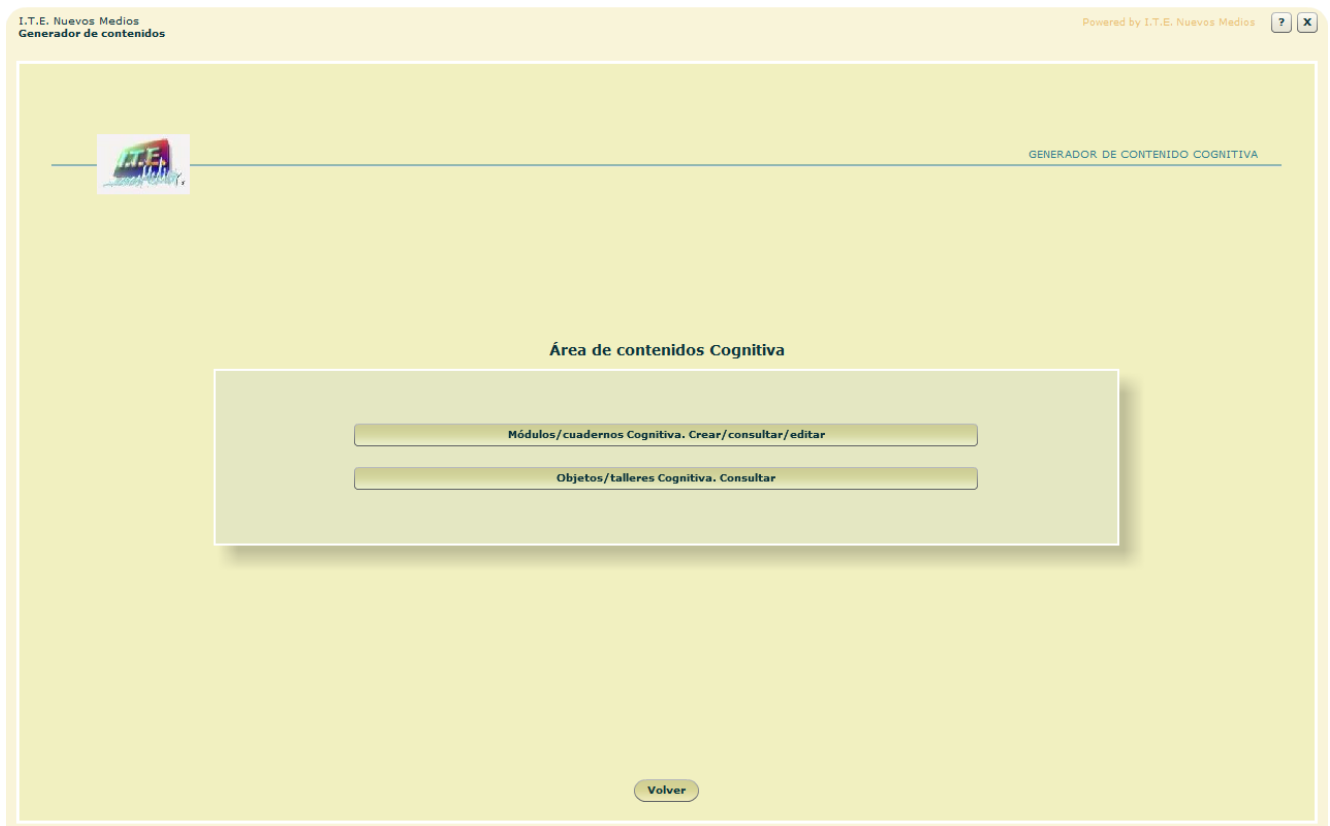 I.T.E. Nuevos Medios
Generador de contenidos
Powered by I.T.E. Nuevos Medios
?
X
I.T.E.
GENERADOR DE CONTENIDO COGNITIVA
Área de contenidos Cognitiva
Módulos/cuadernos Cognitiva. Crear/consultar/editar
Objetos/talleres Cognitiva. Consultar
Volver